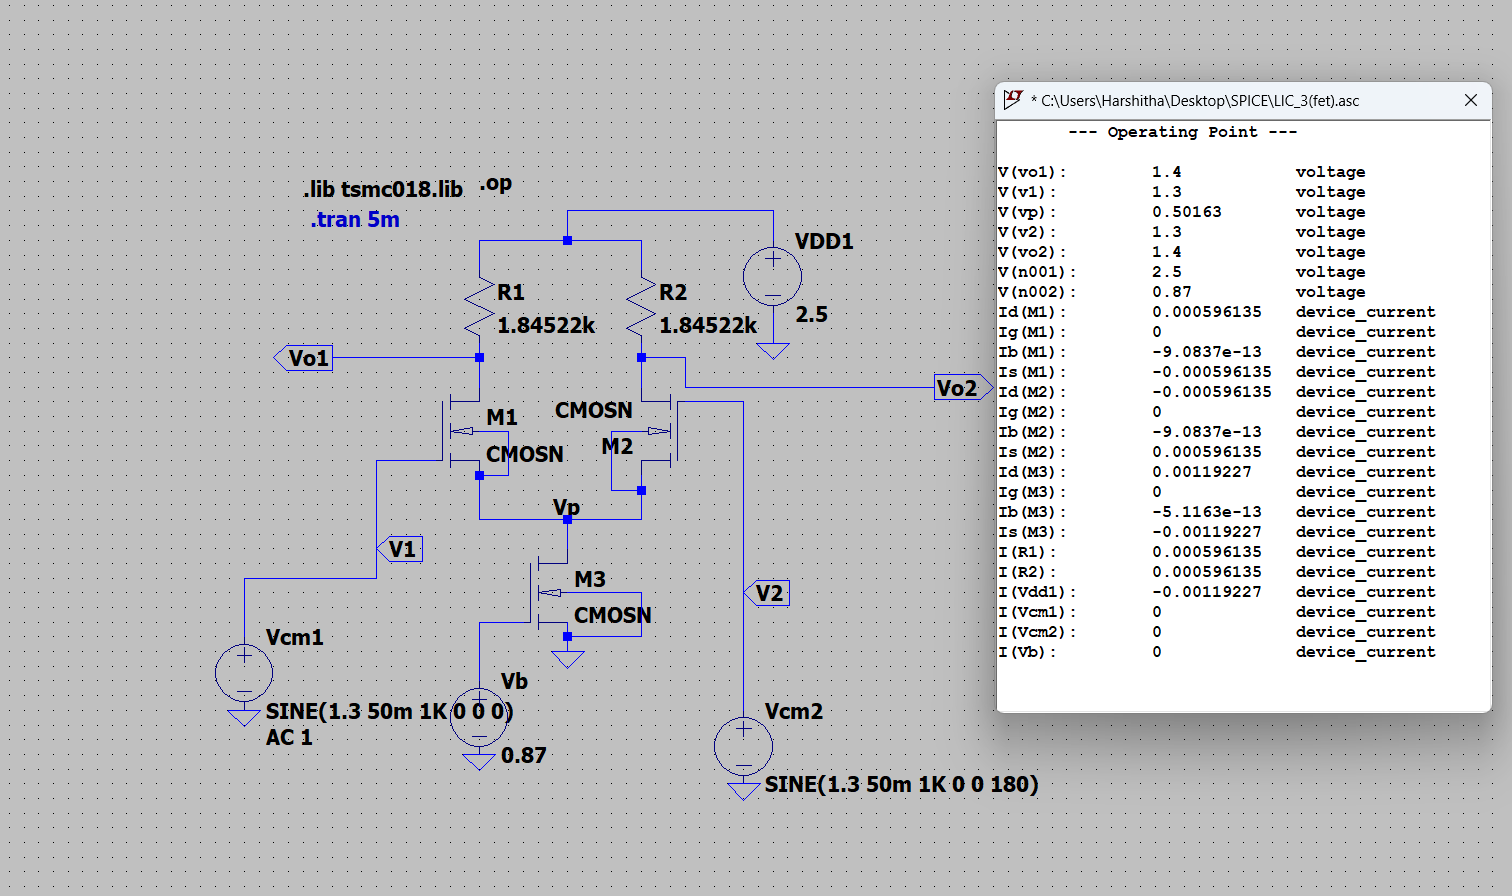 .lib tsmc018.lib .op
.tran 5m
VDD1
2.5
R1
1.84522k
R2
1.84522k
Vo1
Vo2
M1
CMOSN
CMOSN
M2
Vp
V1
M3
CMOSN
V2
Vcm1
SINE(1.3 50m 1K 0 0 0)
AC 1
Vb
0.87
Vcm2
SINE(1.3 50m 1K 0 0 180)
* C:\Users\Harshitha\Desktop\SPICE\LIC_3(fet).asc
--- Operating Point ---
V(vo1): 1.4 voltage
V(v1): 1.3 voltage
V(vp): 0.50163 voltage
V(v2): 1.3 voltage
V(vo2): 1.4 voltage
V(n001): 2.5 voltage
V(n002): 0.87 voltage
Id(M1): 0.000596135 device_current
Ig(M1): 0 device_current
Ib(M1): -9.0837e-13 device_current
Is(M1): -0.000596135 device_current
Id(M2): -0.000596135 device_current
Ig(M2): 0 device_current
Ib(M2): -9.0837e-13 device_current
Is(M2): 0.000596135 device_current
Id(M3): 0.00119227 device_current
Ig(M3): 0 device_current
Ib(M3): -5.1163e-13 device_current
Is(M3): -0.00119227 device_current
I(R1): 0.000596135 device_current
I(R2): 0.000596135 device_current
I(Vdd1): -0.00119227 device_current
I(Vcm1): 0 device_current
I(Vcm2): 0 device_current
I(Vb): 0 device_current